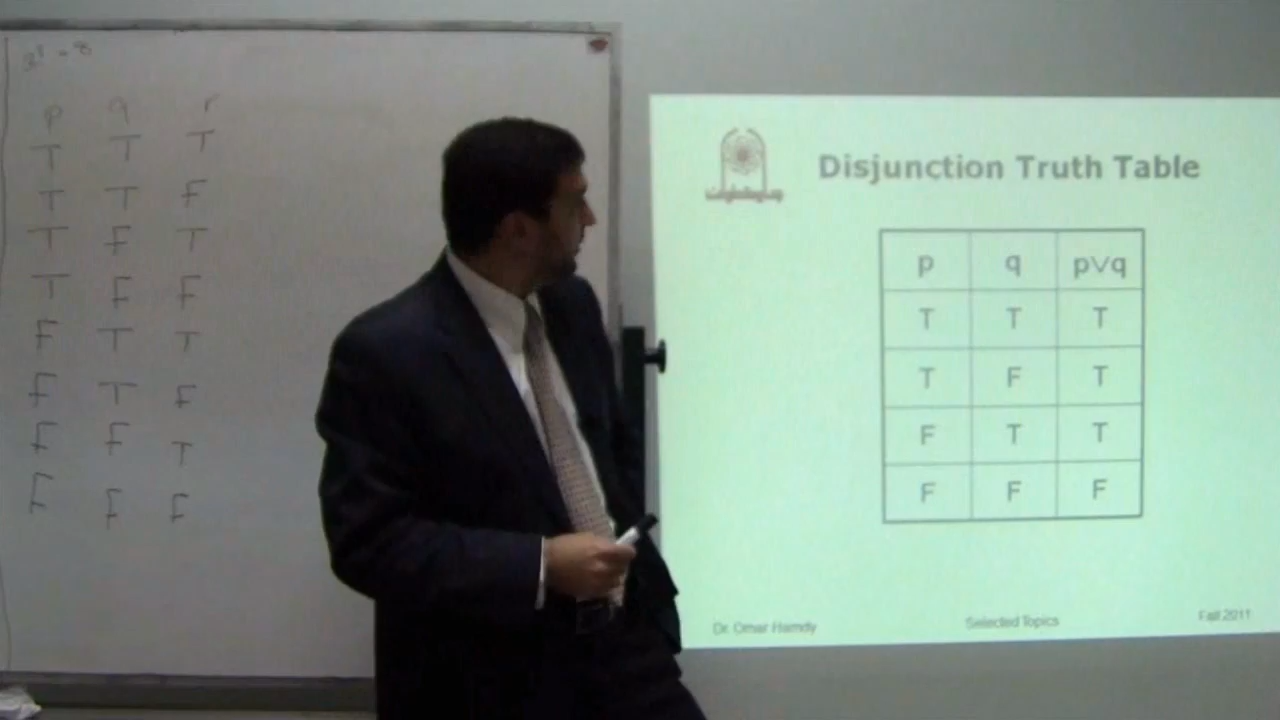 2³ = 8
p q r
T T T
T T F
T F T
T F F
F T T
F T F
F F T
F F F
Disjunction Truth Table
p q p∨q
T T T
T F T
F T T
F F F
Dr. Omar Hamdy Selected Topics Fall 2011